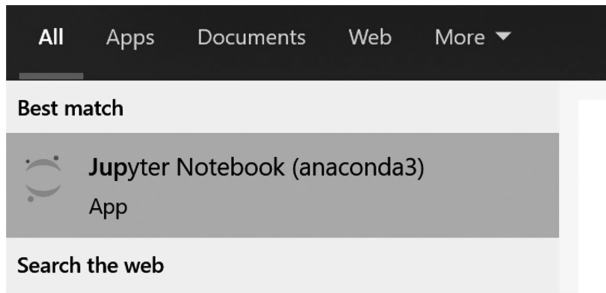 All Apps Documents Web More
Best match
Jupyter Notebook (anaconda3)
App
Search the web